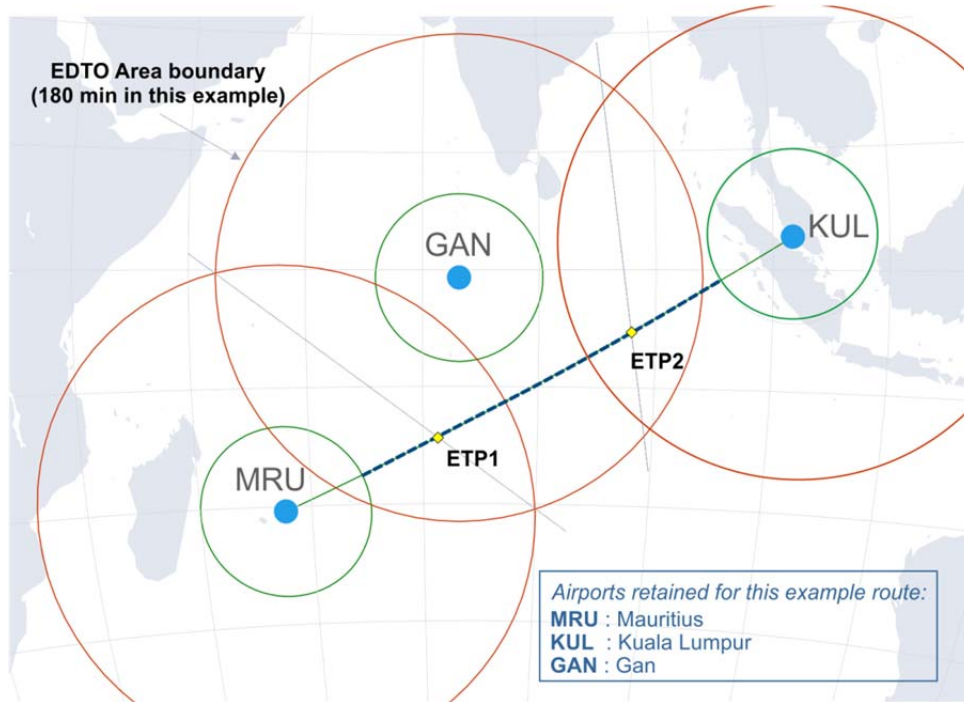 EDTO Area boundary
(180 min in this example)
GAN
KUL
ETP2
ETP1
MRU
Airports retained for this example route:
MRU : Mauritius
KUL : Kuala Lumpur
GAN : Gan